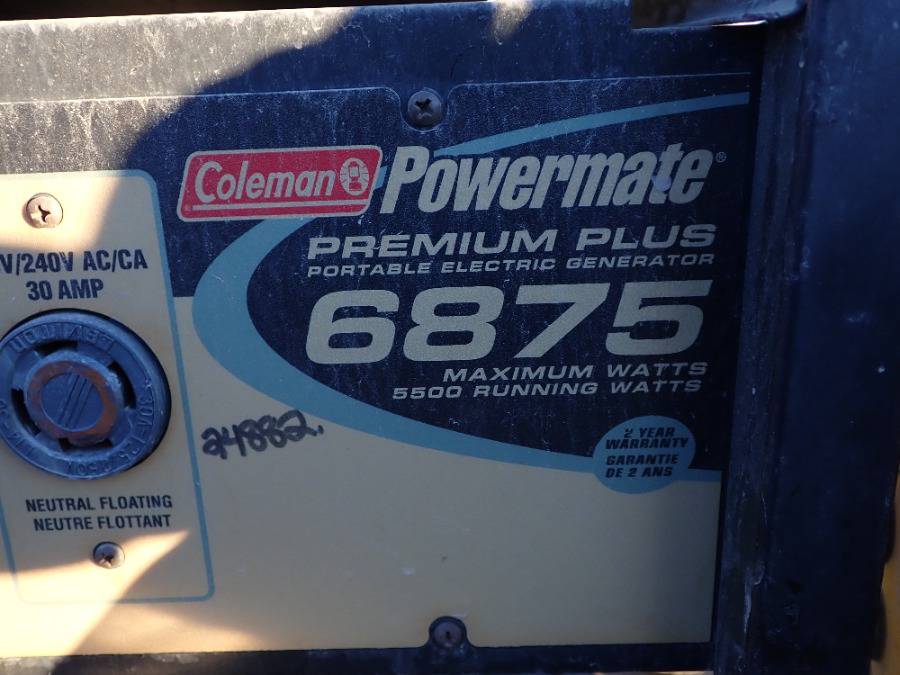 Coleman
Powermate®
PREMIUM PLUS
PORTABLE ELECTRIC GENERATOR
6875
MAXIMUM WATTS
5500 RUNNING WATTS
2 YEAR
WARRANTY
GARANTIE
DE 2 ANS
V/240V AC/CA
30 AMP
NEUTRAL FLOATING
NEUTRE FLOTTANT
24882.